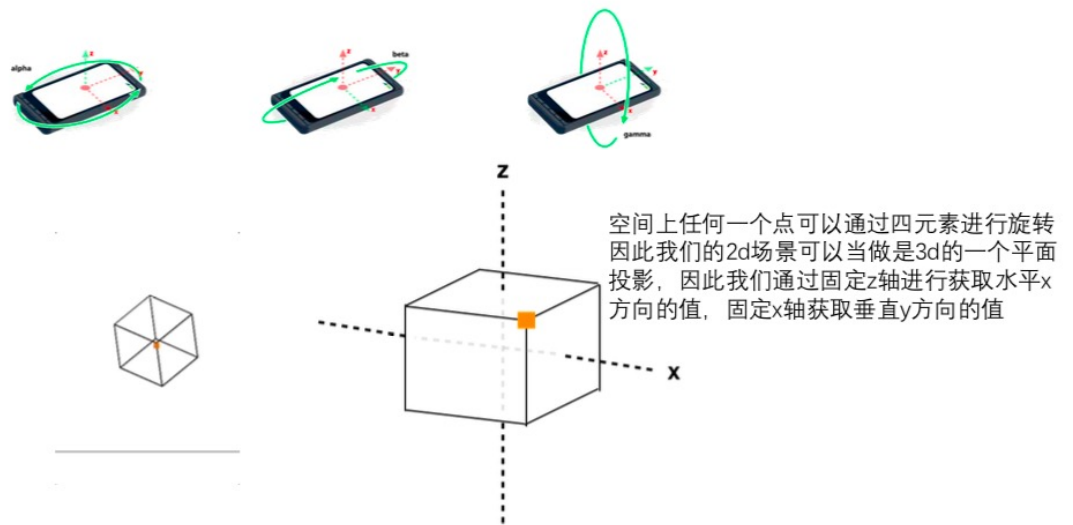 z
alpha
y
x
z
beta
y
x
z
y
x
gamma
Z
空间上任何一个点可以通过四元素进行旋转
因此我们的2d场景可以当做是3d的一个平面
投影，因此我们通过固定z轴进行获取水平x
方向的值，固定x轴获取垂直y方向的值
X